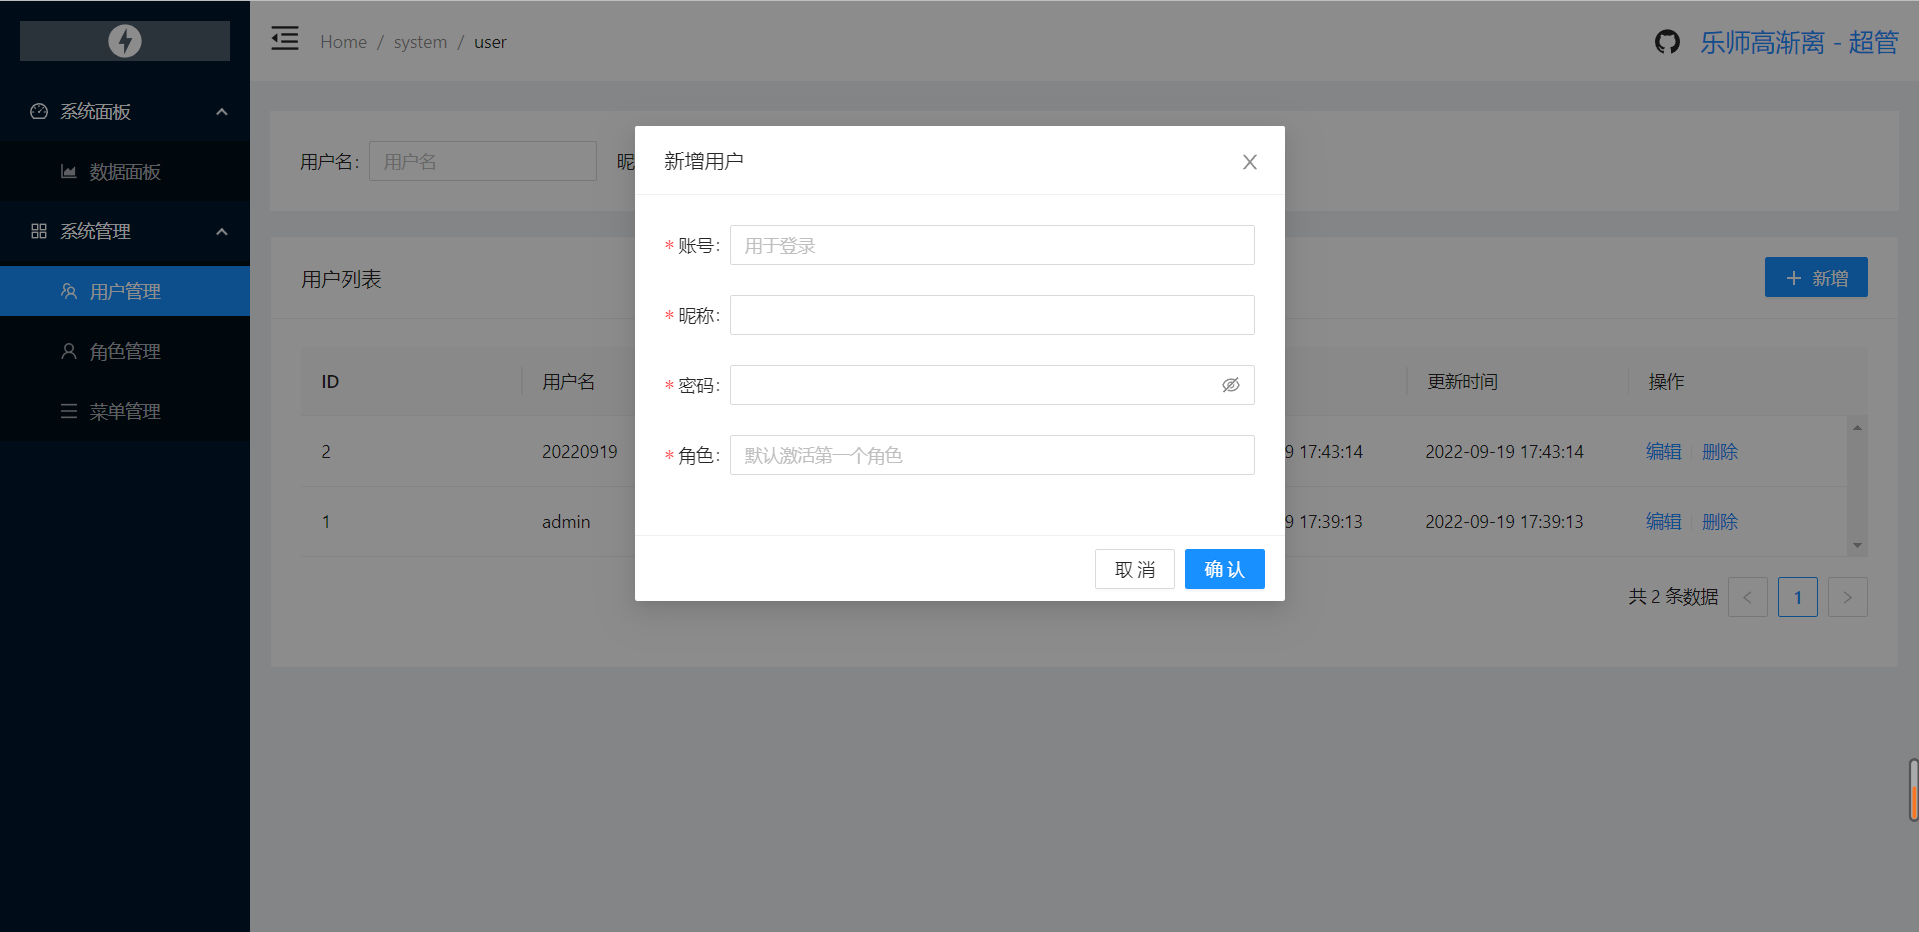 Home / system / user
乐师高渐离 - 超管
系统面板
数据面板
系统管理
用户管理
角色管理
菜单管理
用户名:
用户名
昵
用户列表
新增
ID
用户名
更新时间
操作
2
20220919
9 17:43:14
2022-09-19 17:43:14
编辑
删除
1
admin
9 17:39:13
2022-09-19 17:39:13
编辑
删除
共 2 条数据
<
1
>
新增用户
* 账号:
用于登录
* 昵称:
* 密码:
* 角色:
默认激活第一个角色
取 消
确 认